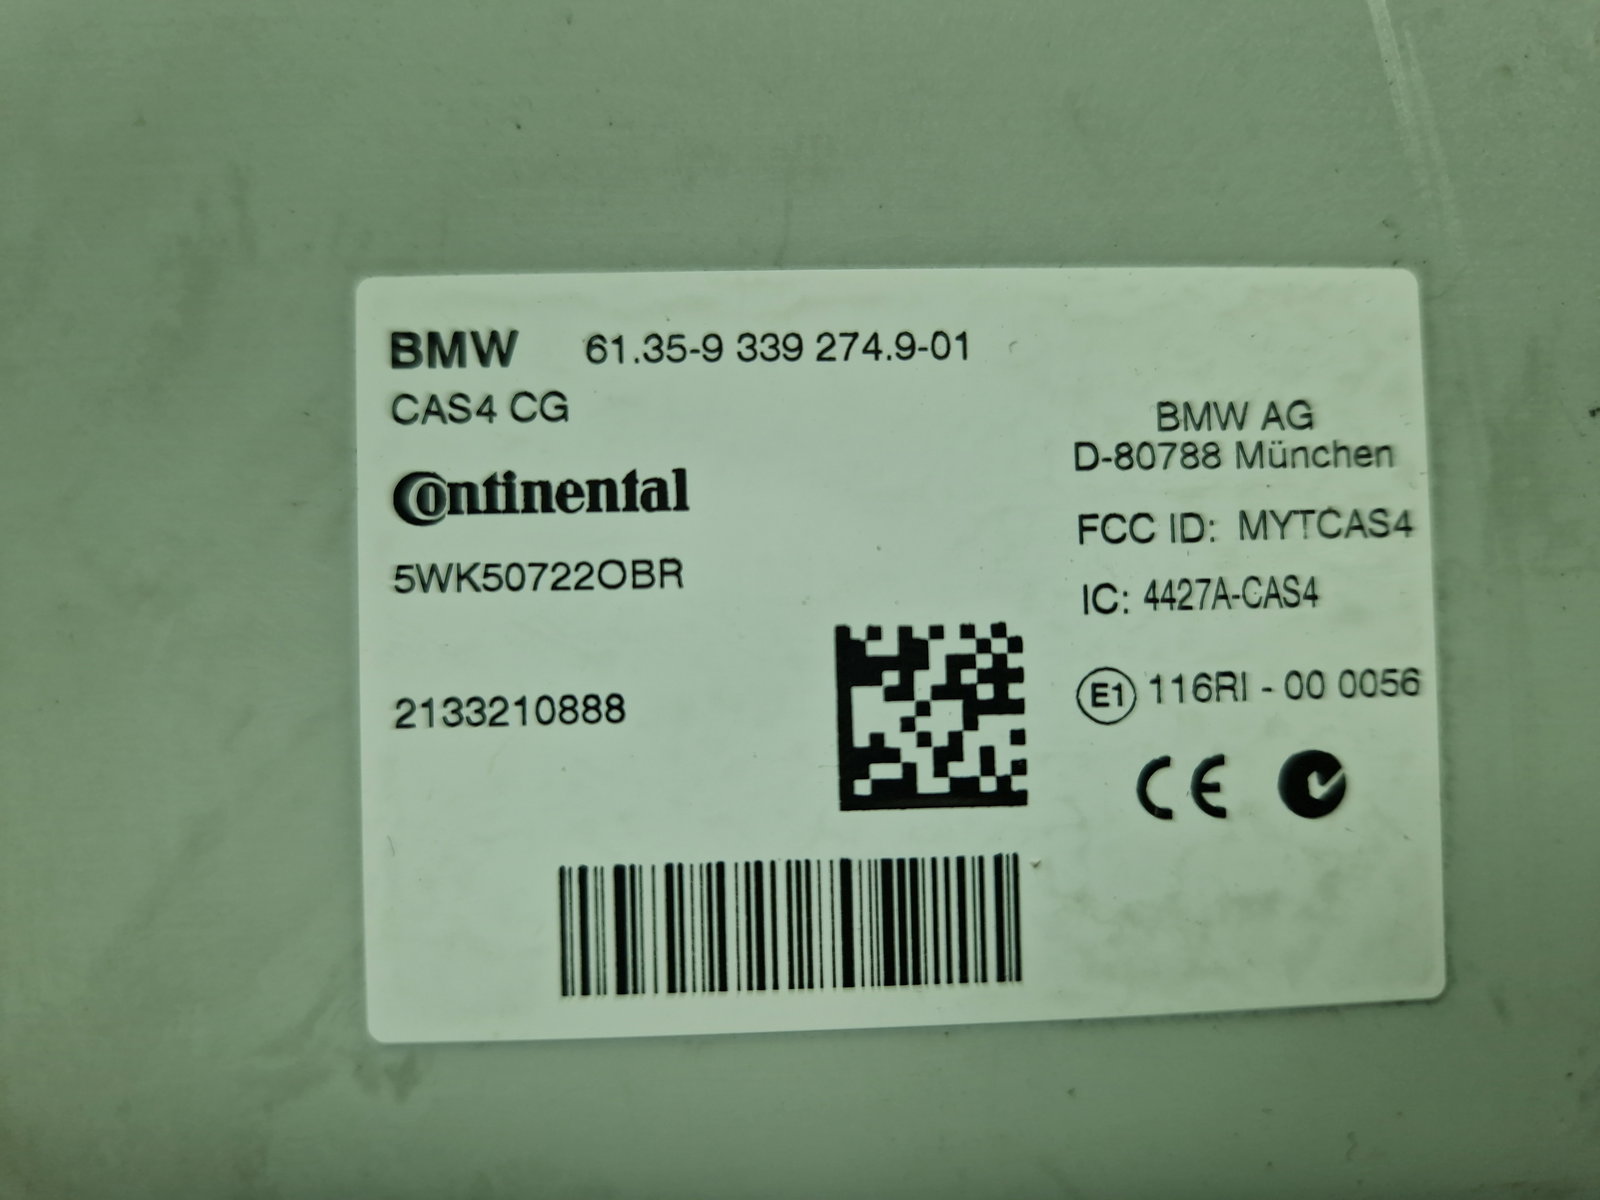 BMW 61.35-9 339 274.9-01
CAS4 CG
Continental
5WK50722OBR
2133210888
BMW AG
D-80788 München
FCC ID: MYTCAS4
IC: 4427A-CAS4
E1 116RI - 00 0056
CE